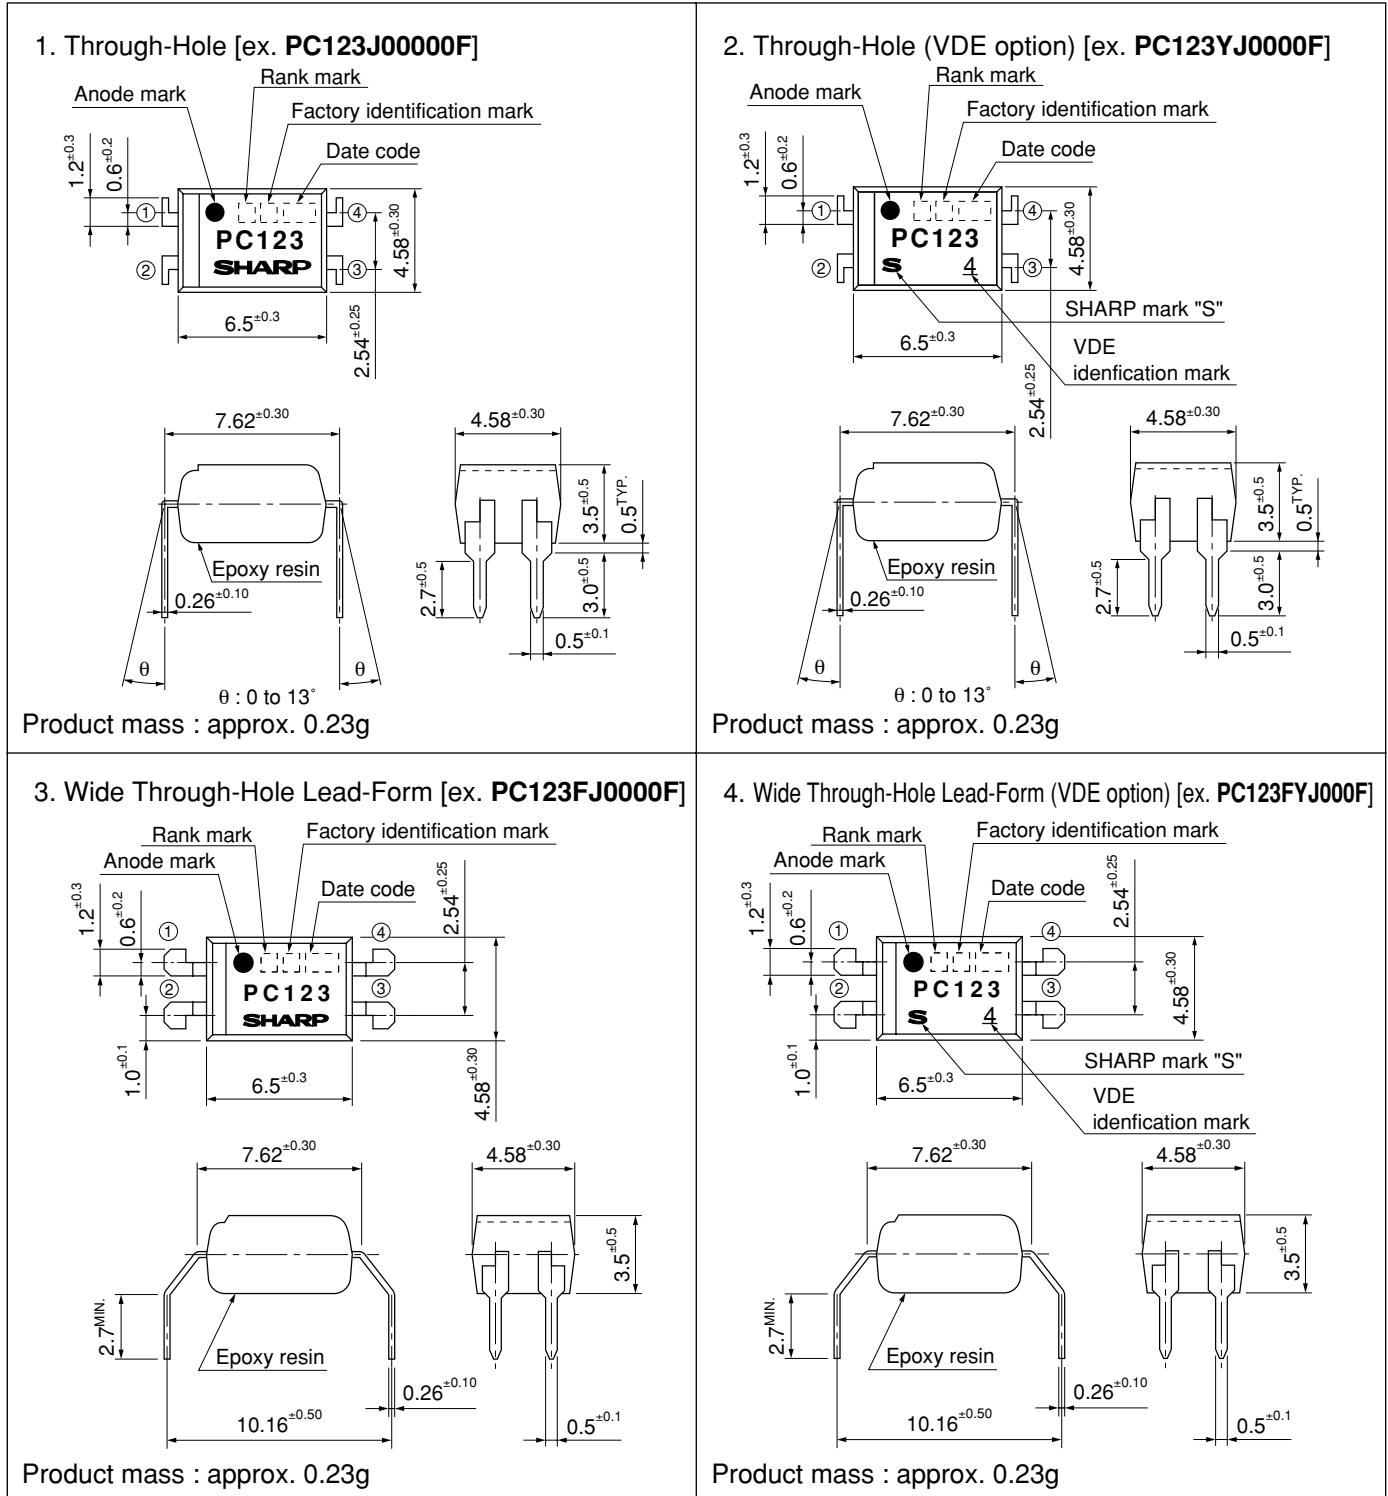 1. Through-Hole [ex. PC123J00000F]
Rank mark
Anode mark
Factory identification mark
Date code
1.2±0.3
0.6±0.2
①
④
PC123
SHARP
②
③
4.58±0.30
6.5±0.3
2.54±0.25
7.62±0.30
4.58±0.30
3.5±0.5
0.5TYP.
Epoxy resin
2.7±0.5
3.0±0.5
0.26±0.10
0.5±0.1
θ
θ
θ : 0 to 13˚
Product mass : approx. 0.23g
2. Through-Hole (VDE option) [ex. PC123YJ0000F]
Rank mark
Anode mark
Factory identification mark
Date code
1.2±0.3
0.6±0.2
①
④
PC123
S
4
②
③
4.58±0.30
SHARP mark "S"
6.5±0.3
VDE
idenfication mark
2.54±0.25
7.62±0.30
4.58±0.30
3.5±0.5
0.5TYP.
Epoxy resin
2.7±0.5
3.0±0.5
0.26±0.10
0.5±0.1
θ
θ
θ : 0 to 13˚
Product mass : approx. 0.23g
3. Wide Through-Hole Lead-Form [ex. PC123FJ0000F]
Rank mark
Factory identification mark
Anode mark
Date code
1.2±0.3
0.6±0.2
2.54±0.25
①
④
②
③
PC123
SHARP
1.0±0.1
6.5±0.3
4.58±0.30
7.62±0.30
4.58±0.30
3.5±0.5
2.7MIN.
Epoxy resin
0.26±0.10
10.16±0.50
0.5±0.1
Product mass : approx. 0.23g
4. Wide Through-Hole Lead-Form (VDE option) [ex. PC123FYJ000F]
Rank mark
Factory identification mark
Anode mark
Date code
1.2±0.3
0.6±0.2
2.54±0.25
①
④
②
③
PC123
S
4
4.58±0.30
1.0±0.1
6.5±0.3
SHARP mark "S"
VDE
idenfication mark
7.62±0.30
4.58±0.30
3.5±0.5
2.7MIN.
Epoxy resin
0.26±0.10
10.16±0.50
0.5±0.1
Product mass : approx. 0.23g